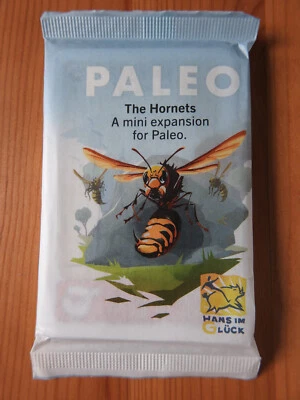 PALEO
The Hornets
A mini expansion
for Paleo.
HANS IM
GLÜCK